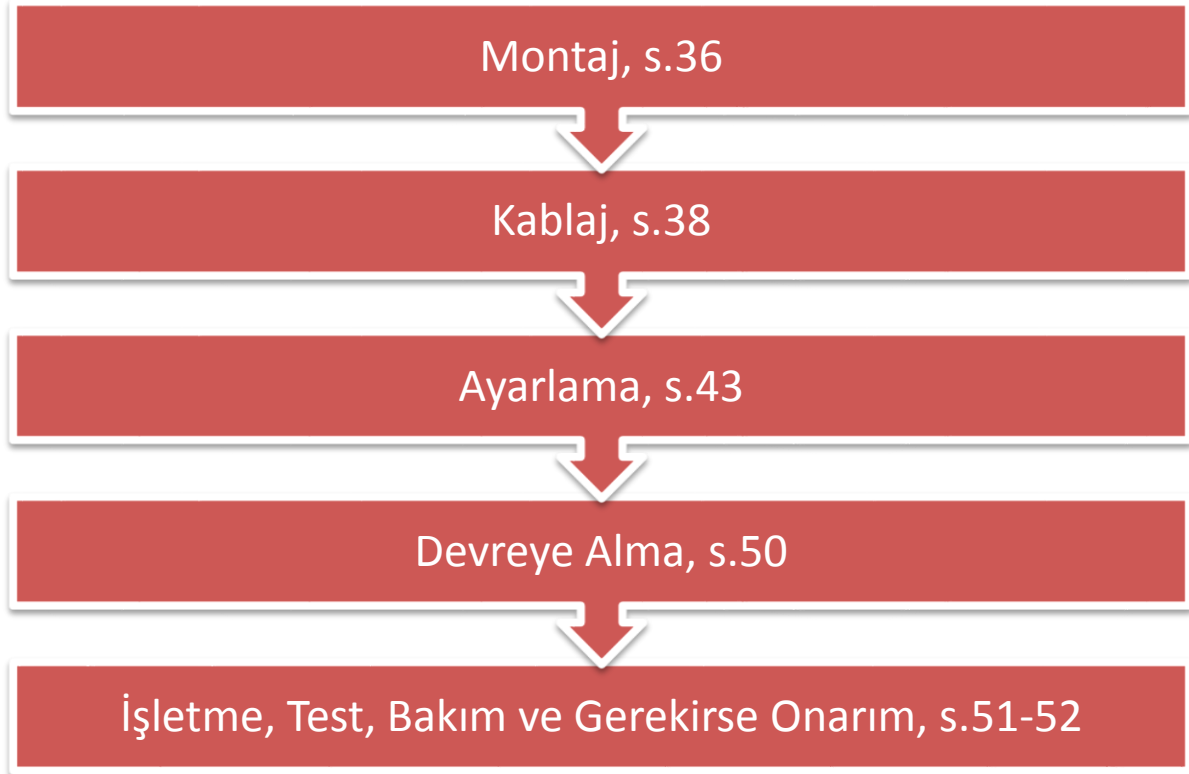 Montaj, s.36
Kablaj, s.38
Ayarlama, s.43
Devreye Alma, s.50
İşletme, Test, Bakım ve Gerekirse Onarım, s.51-52